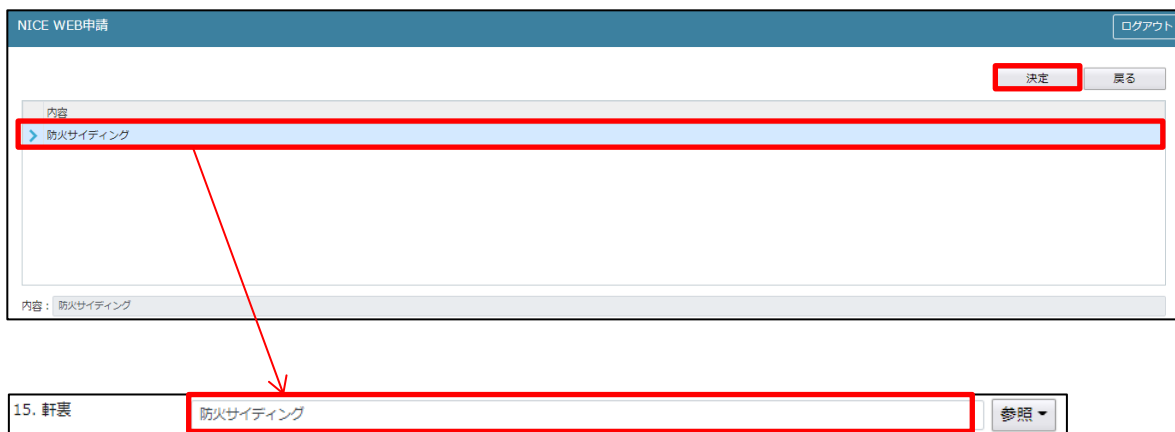 NICE WEB申請 ログアウト
決定 戻る
内容
防火サイディング
内容： 防火サイディング
15. 軒裏 防火サイディング 参照